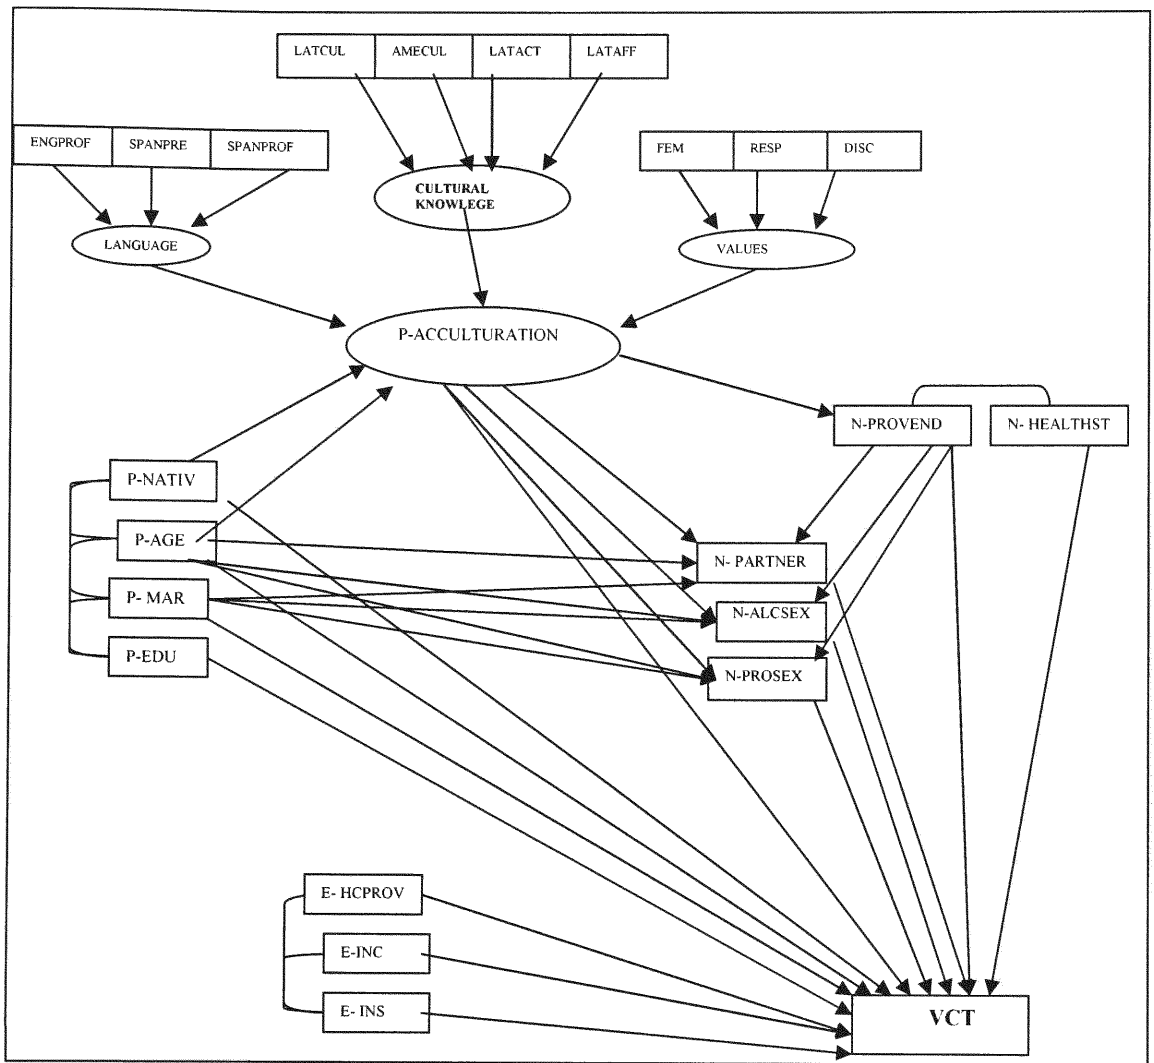 LATCUL AMECUL LATACT LATAFF
ENGPROF SPANPRE SPANPROF
FEM RESP DISC
CULTURAL
KNOWLEGE
LANGUAGE
VALUES
P-ACCULTURATION
N-PROVEND
N- HEALTHST
P-NATIV
P-AGE
P- MAR
P-EDU
N- PARTNER
N-ALCSEX
N-PROSEX
E- HCPROV
E-INC
E- INS
VCT